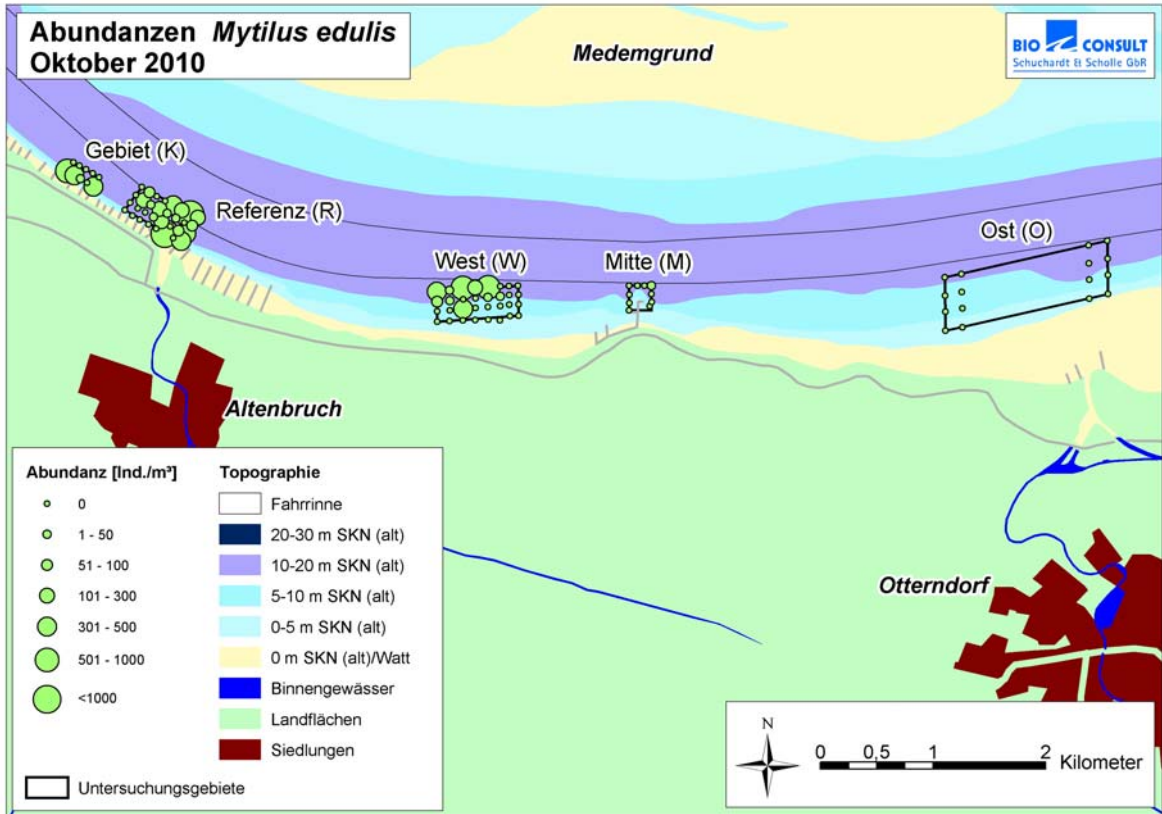 Abundanzen Mytilus edulis
Oktober 2010
Medemgrund
BIO CONSULT
Schuchardt & Scholle GbR
Gebiet (K)
Referenz (R)
West (W)
Mitte (M)
Ost (O)
Altenbruch
Otterndorf
Abundanz [Ind./m³]
0
1 - 50
51 - 100
101 - 300
301 - 500
501 - 1000
<1000
Untersuchungsgebiete
Topographie
Fahrrinne
20-30 m SKN (alt)
10-20 m SKN (alt)
5-10 m SKN (alt)
0-5 m SKN (alt)
0 m SKN (alt)/Watt
Binnengewässer
Landflächen
Siedlungen
N
0 0,5 1 2 Kilometer